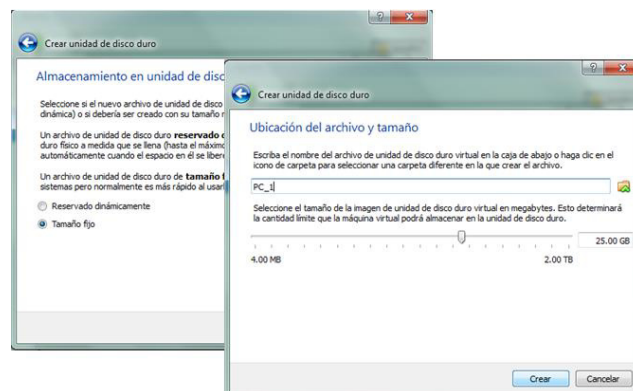 Crear unidad de disco duro
Almacenamiento en unidad de disc
Seleccione si el nuevo archivo de unidad de disco
dinámica) o si debería ser creado con su tamaño
Un archivo de unidad de disco duro reservado
duro físico a medida que se llena (hasta el máximo
automáticamente cuando el espacio en él se libere
Un archivo de unidad de disco duro de tamaño
sistemas pero normalmente es más rápido al usar
Reservado dinámicamente
Tamaño fijo
Crear unidad de disco duro
Ubicación del archivo y tamaño
Escriba el nombre del archivo de unidad de disco duro virtual en la caja de abajo o haga clic en el
icono de carpeta para seleccionar una carpeta diferente en la que crear el archivo.
PC_1
Seleccione el tamaño de la imagen de unidad de disco duro virtual en megabytes. Esto determinará
la cantidad límite que la máquina virtual podrá almacenar en la unidad de disco duro.
25.00 GB
4.00 MB
2.00 TB
Crear
Cancelar